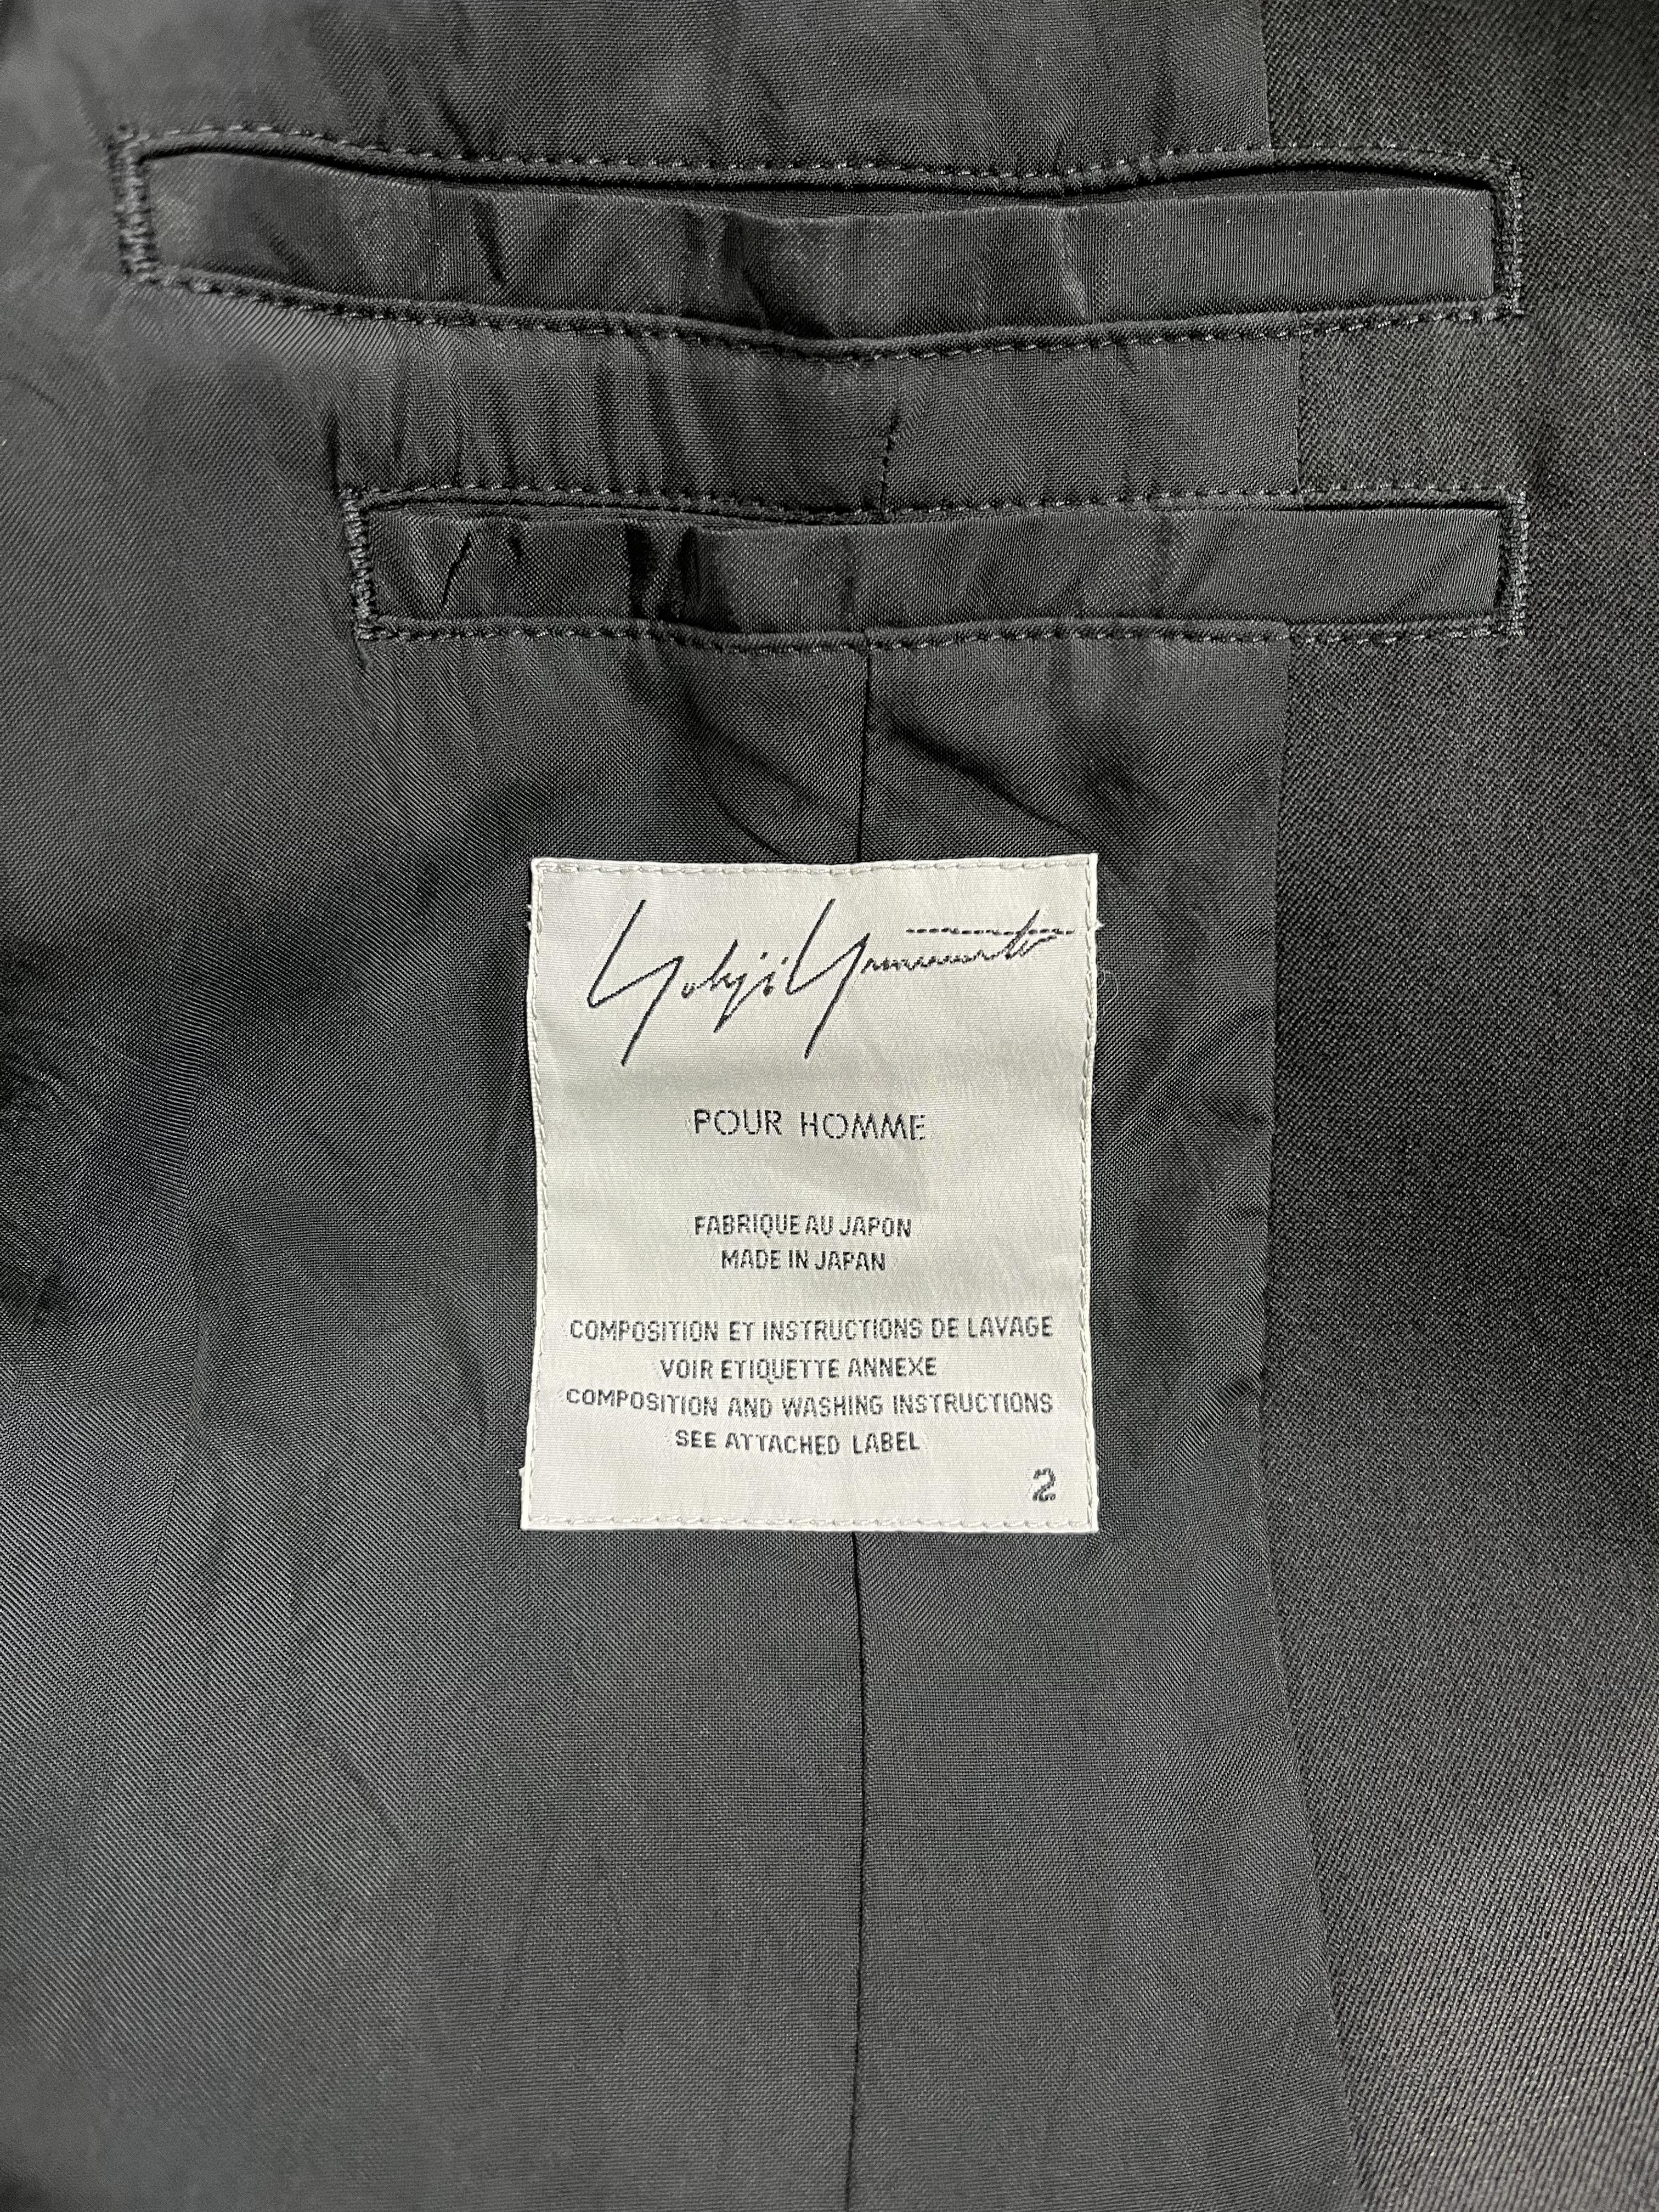 Yohji Yamamoto
POUR HOMME
FABRIQUE AU JAPON
MADE IN JAPAN
COMPOSITION ET INSTRUCTIONS DE LAVAGE
VOIR ETIQUETTE ANNEXE
COMPOSITION AND WASHING INSTRUCTIONS
SEE ATTACHED LABEL
2